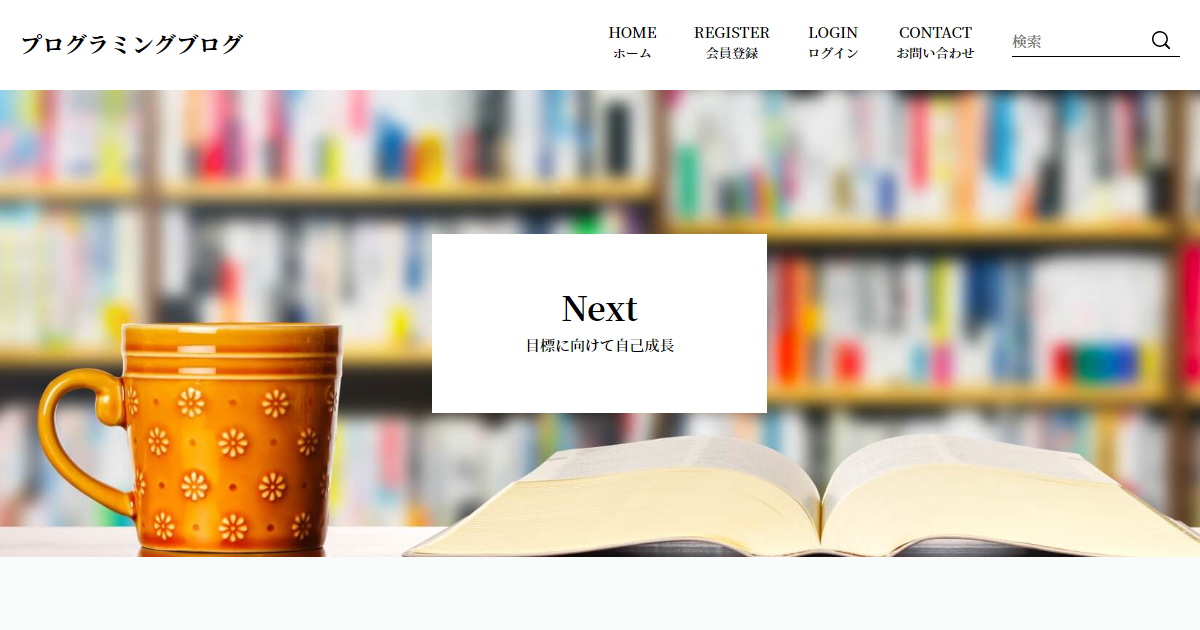 プログラミングブログ
HOME
ホーム
REGISTER
会員登録
LOGIN
ログイン
CONTACT
お問い合わせ
検索
Next
目標に向けて自己成長